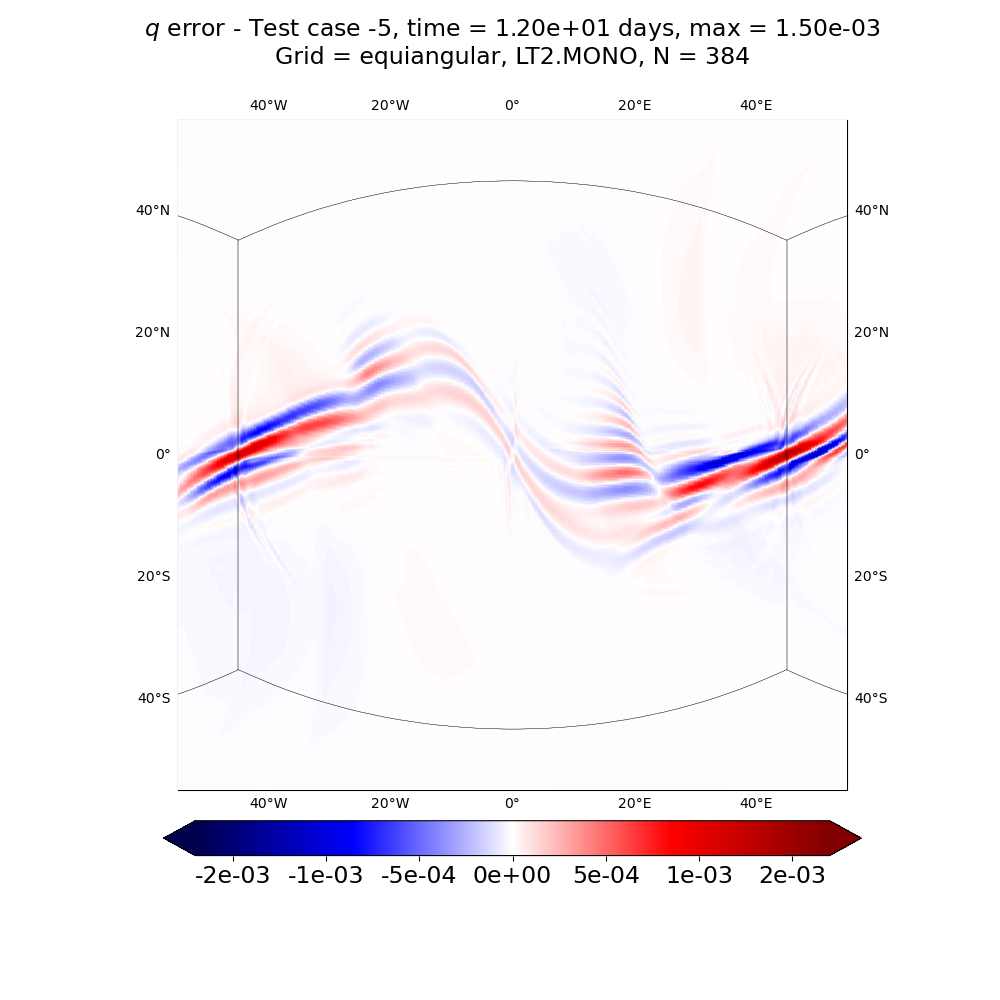 q error - Test case -5, time = 1.20e+01 days, max = 1.50e-03
Grid = equiangular, LT2.MONO, N = 384
40°W 20°W 0° 20°E 40°E
40°N 40°N
20°N 20°N
0° 0°
20°S 20°S
40°S 40°S
40°W 20°W 0° 20°E 40°E
-2e-03 -1e-03 -5e-04 0e+00 5e-04 1e-03 2e-03